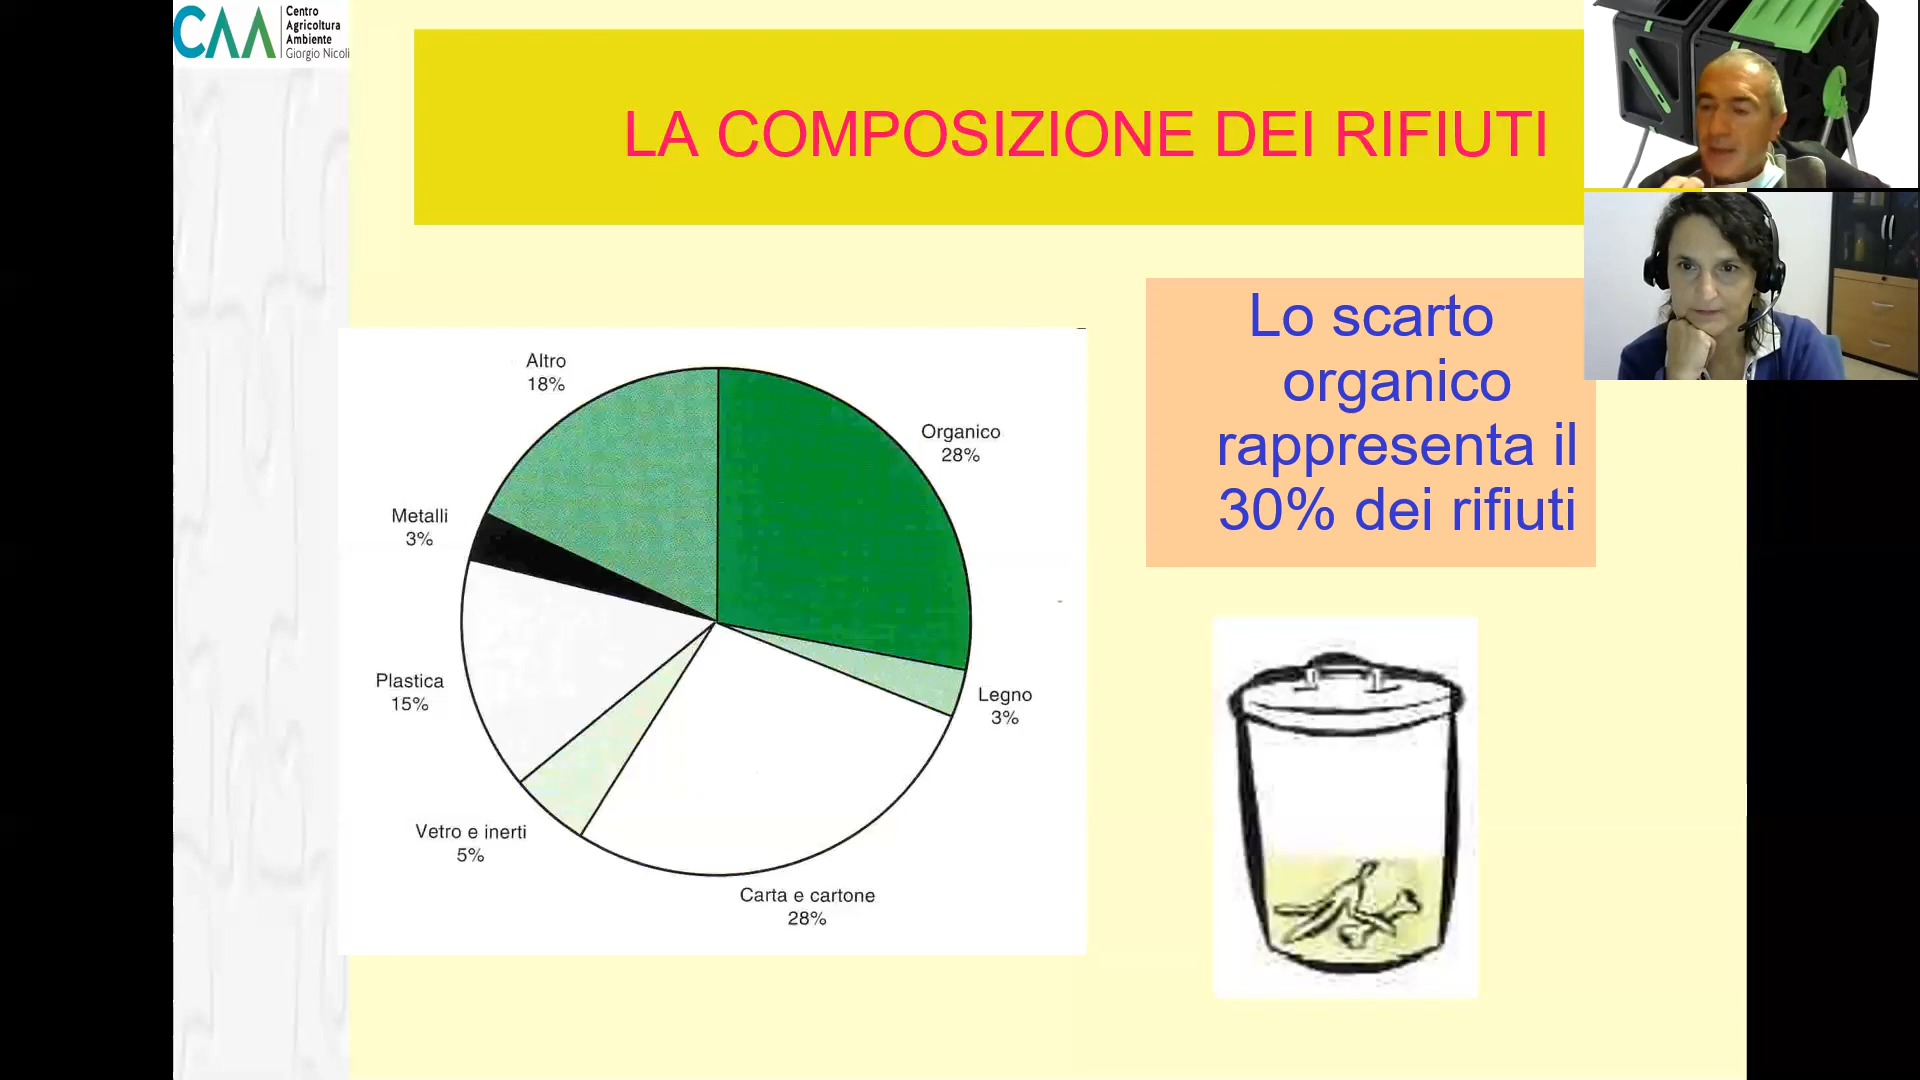 CAA
Centro
Agricoltura
Ambiente
Giorgio Nicoli
LA COMPOSIZIONE DEI RIFIUTI
Lo scarto
organico
rappresenta il
30% dei rifiuti
Altro
18%
Organico
28%
Metalli
3%
Plastica
15%
Legno
3%
Vetro e inerti
5%
Carta e cartone
28%